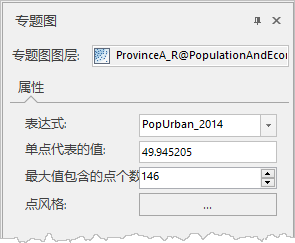 专题图
专题图图层: ProvinceA_R@PopulationAndEcon
属性
表达式: PopUrban_2014
单点代表的值: 49.945205
最大值包含的点个数 146
点风格: ...